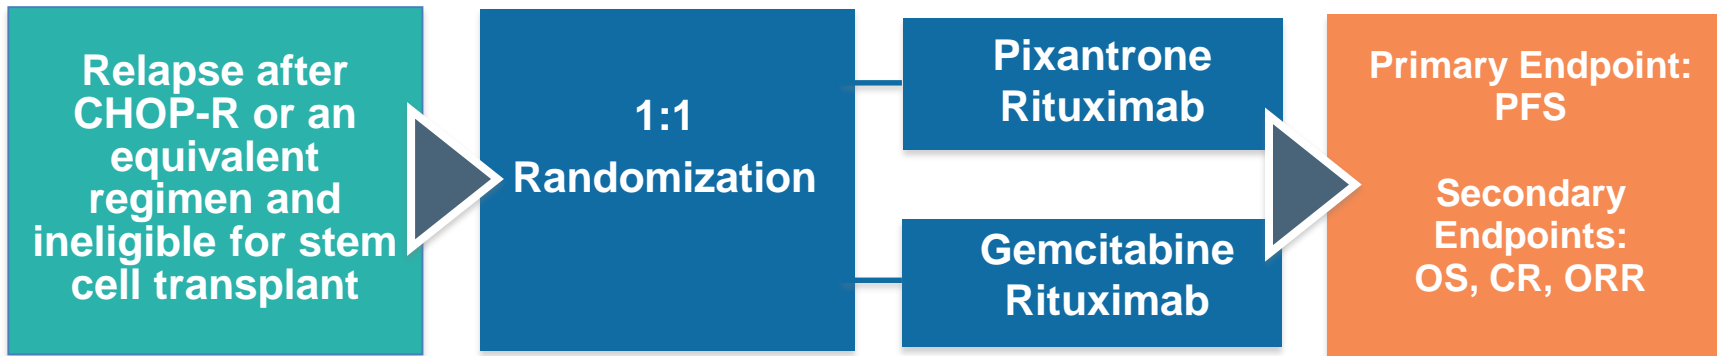 Relapse after
CHOP-R or an
equivalent
regimen and
ineligible for stem
cell transplant
1:1
Randomization
Pixantrone
Rituximab
Gemcitabine
Rituximab
Primary Endpoint:
PFS
Secondary
Endpoints:
OS, CR, ORR